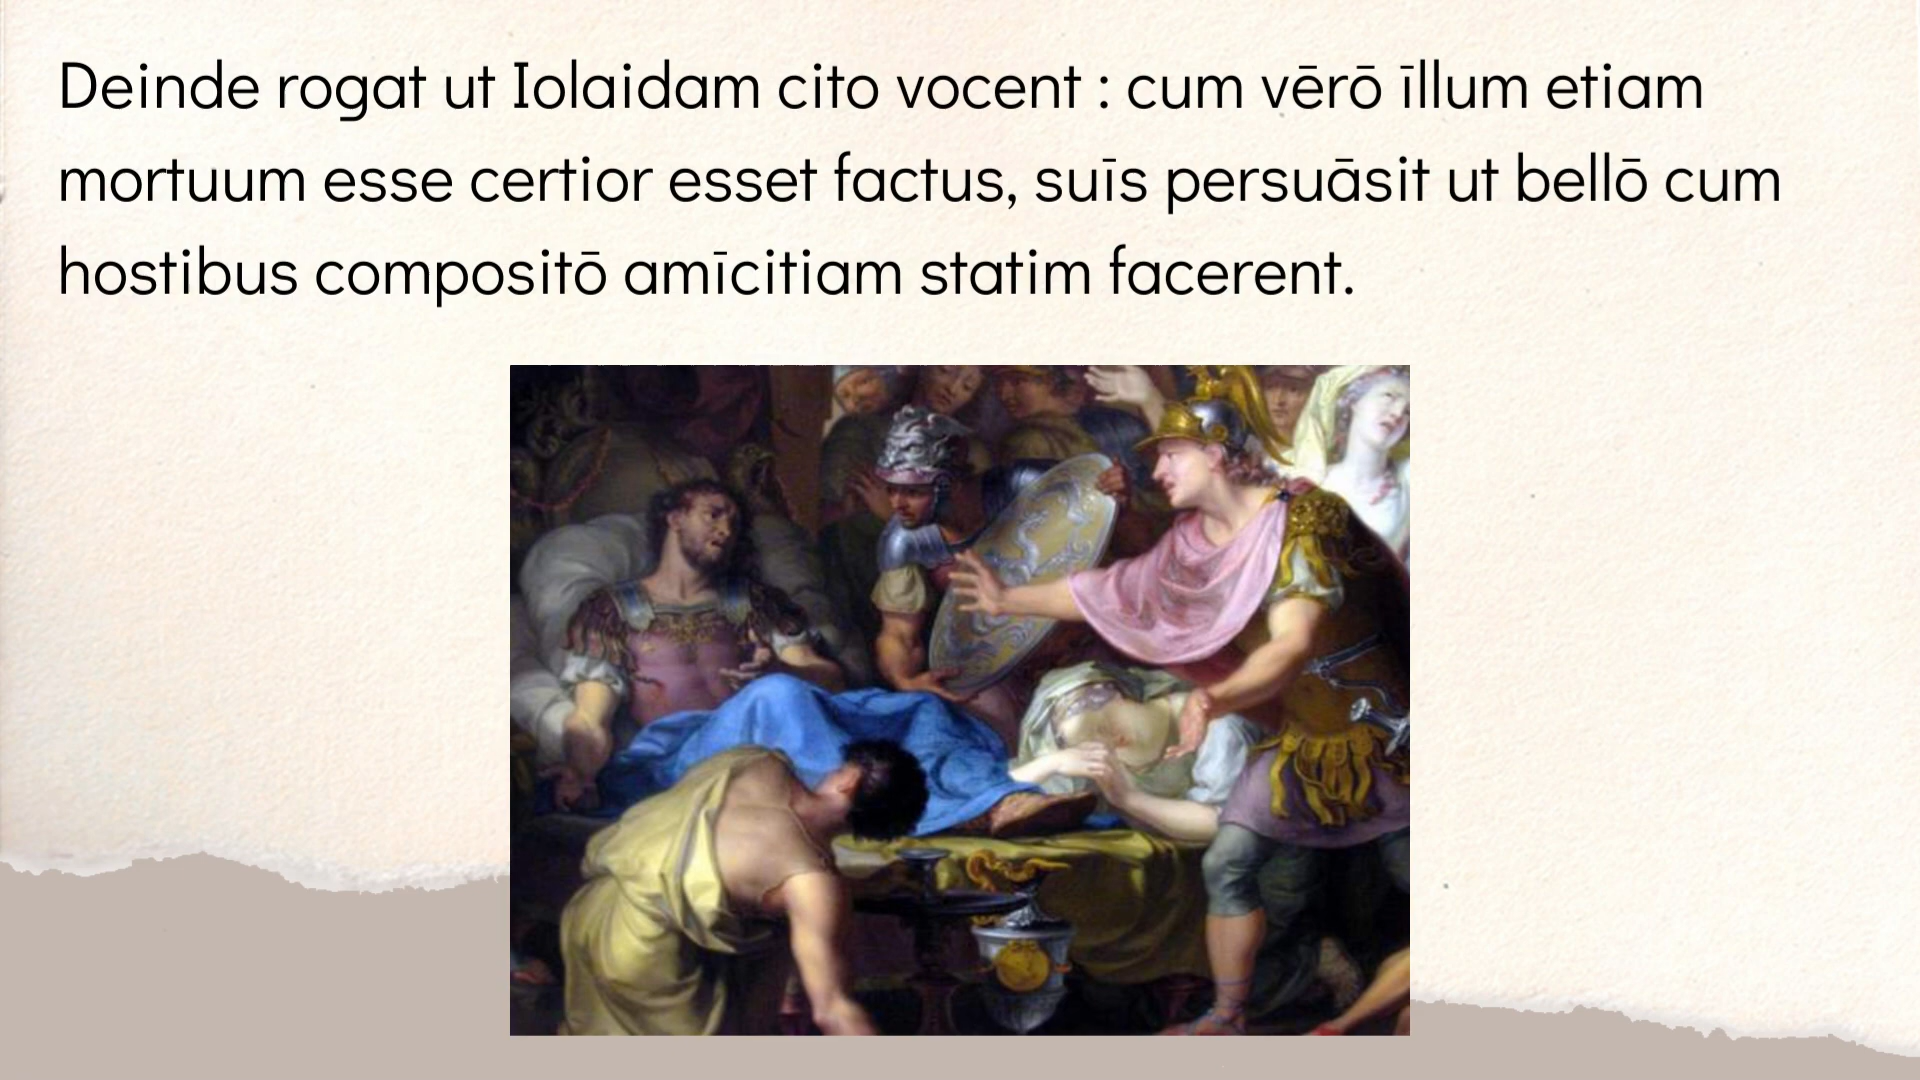 Deinde rogat ut Iolaidam cito vocent : cum vērō īllum etiam
mortuum esse certior esset factus, suīs persuāsit ut bellō cum
hostibus compositō amīcitiam statim facerent.